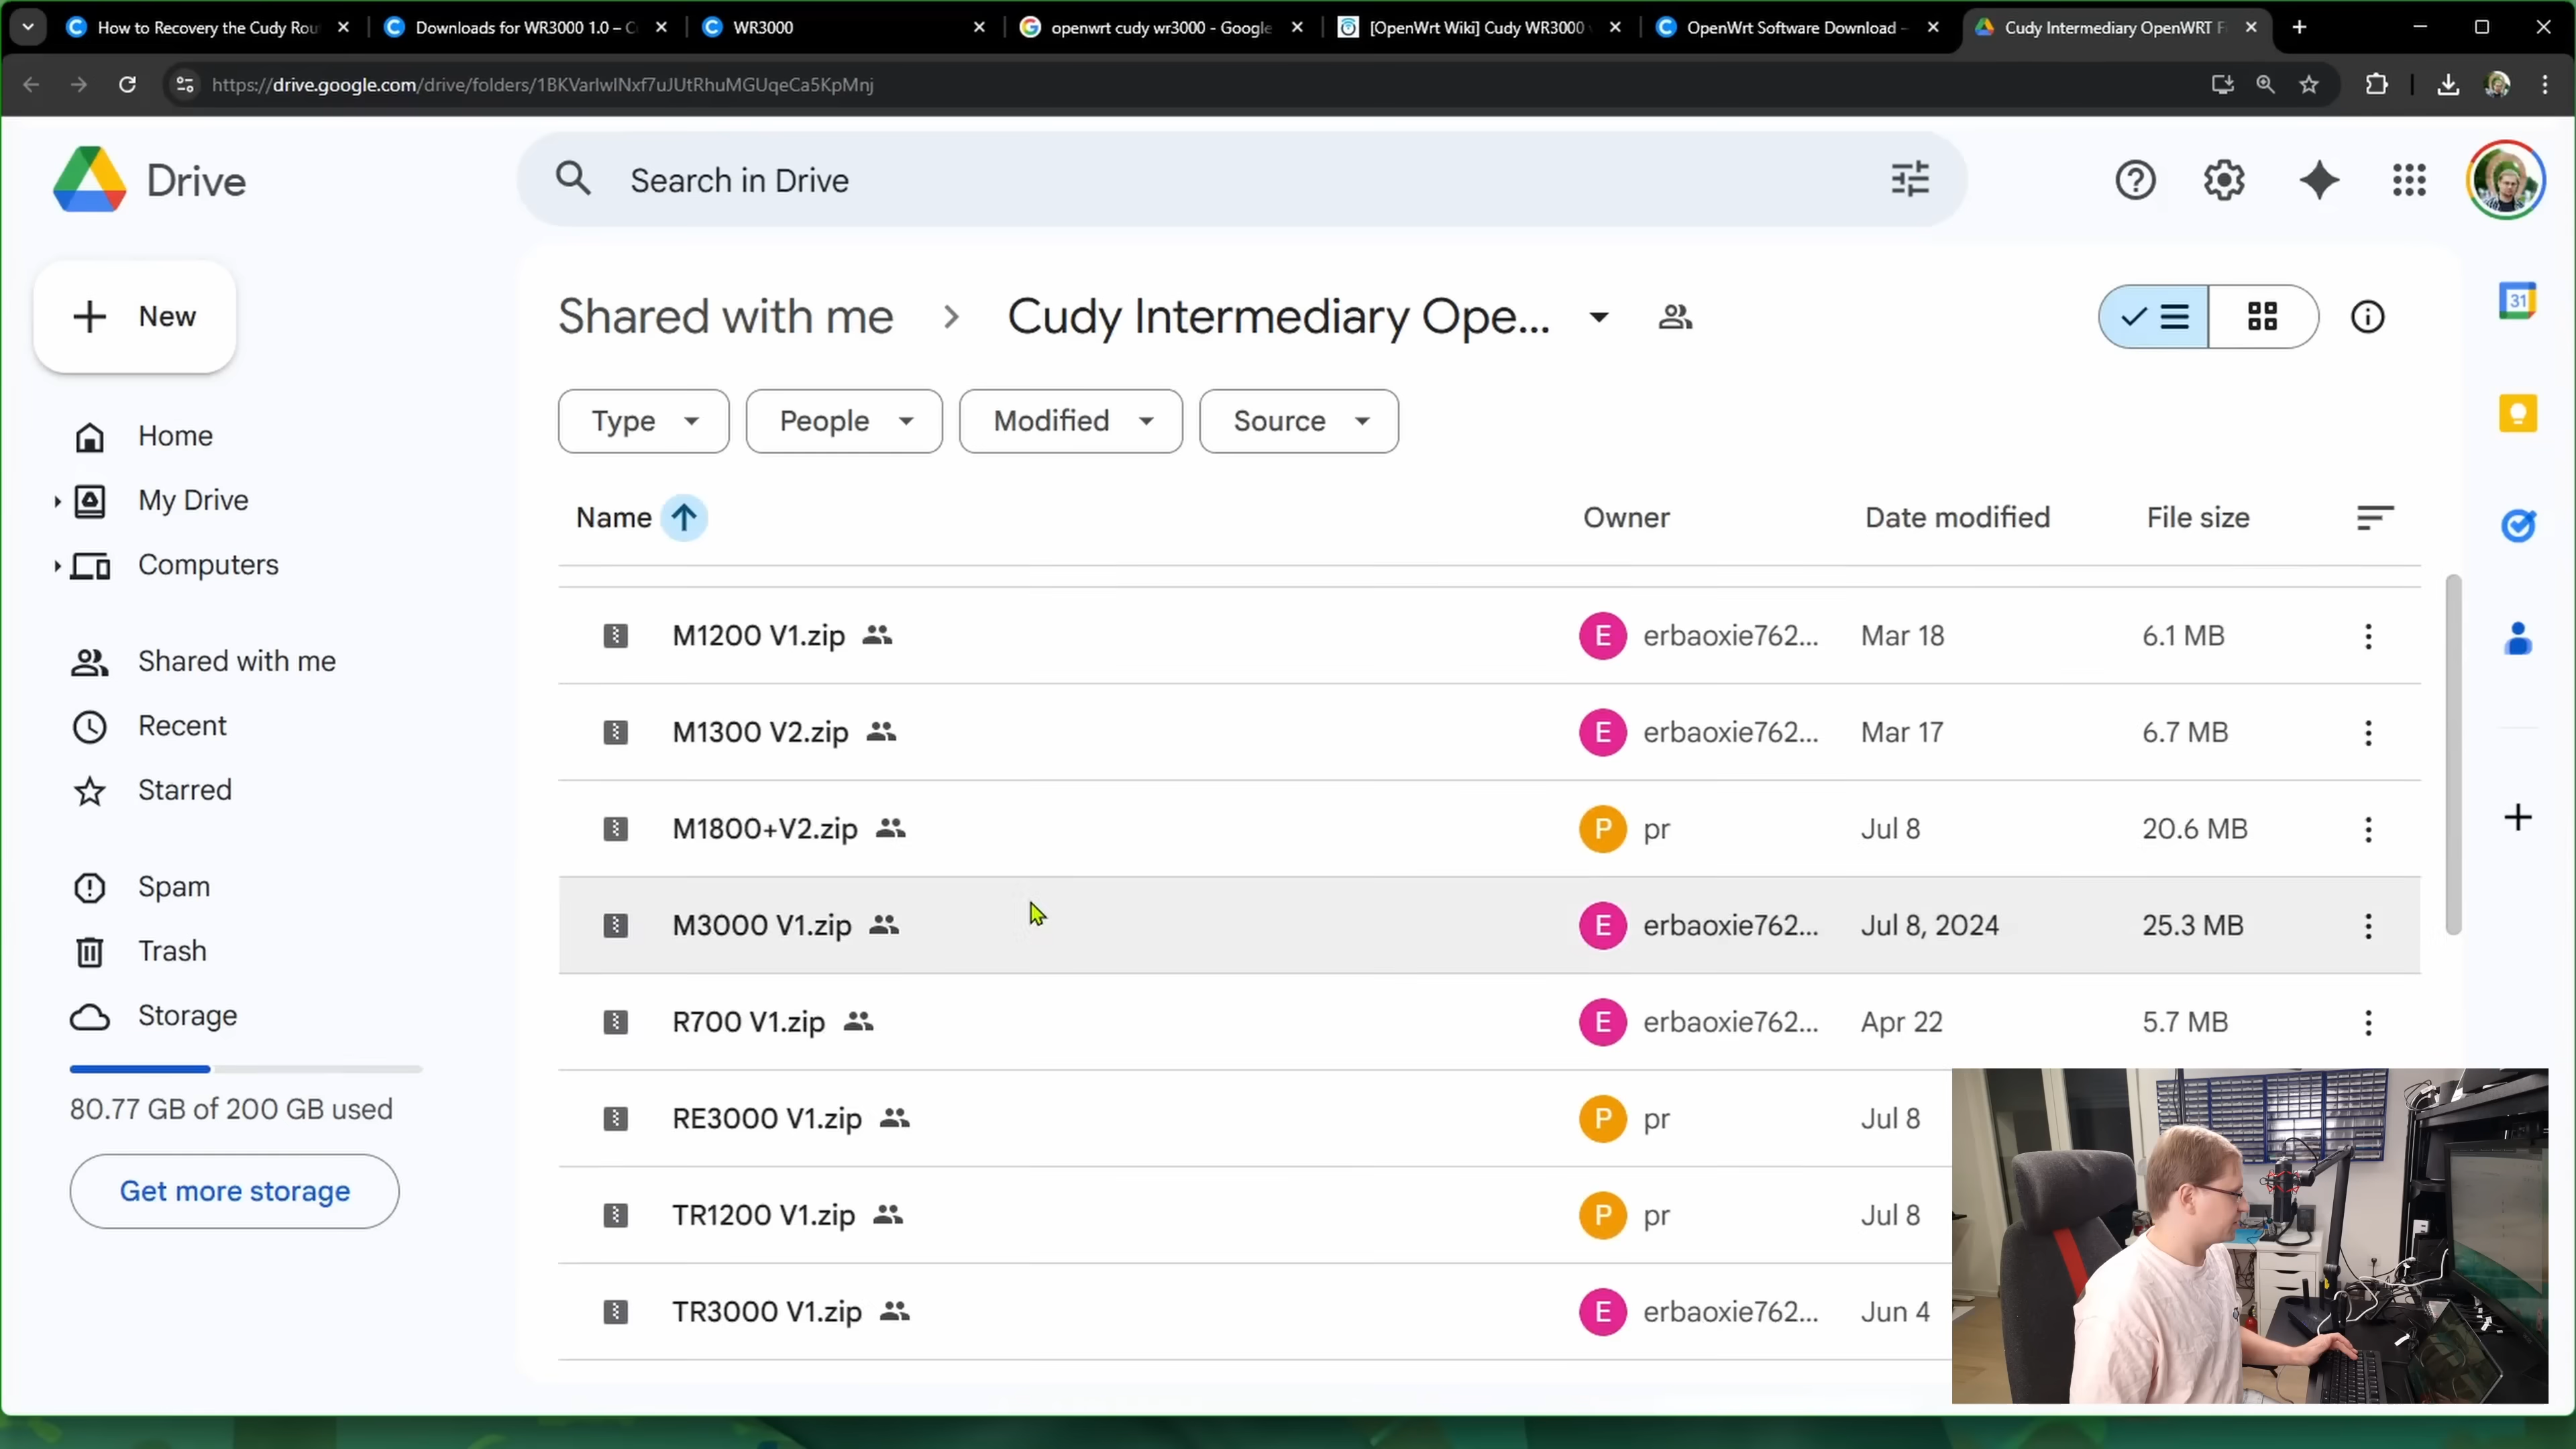 How to Recovery the Cudy Rou
Downloads for WR3000 1.0 – C
WR3000
openwrt cudy wr3000 - Google
[OpenWrt Wiki] Cudy WR3000
OpenWrt Software Download –
Cudy Intermediary OpenWRT F
https://drive.google.com/drive/folders/1BKVarlwlNxf7uJUtRhuMGUqeCa5KpMnj
Drive
Search in Drive
New
Shared with me
Cudy Intermediary Ope...
31
Type
People
Modified
Source
Home
My Drive
Computers
Shared with me
Recent
Starred
Spam
Trash
Storage
80.77 GB of 200 GB used
Get more storage
Name Owner Date modified File size
M1200 V1.zip E erbaoxie762... Mar 18 6.1 MB
M1300 V2.zip E erbaoxie762... Mar 17 6.7 MB
M1800+V2.zip P pr Jul 8 20.6 MB
M3000 V1.zip E erbaoxie762... Jul 8, 2024 25.3 MB
R700 V1.zip E erbaoxie762... Apr 22 5.7 MB
RE3000 V1.zip P pr Jul 8
TR1200 V1.zip P pr Jul 8
TR3000 V1.zip E erbaoxie762... Jun 4